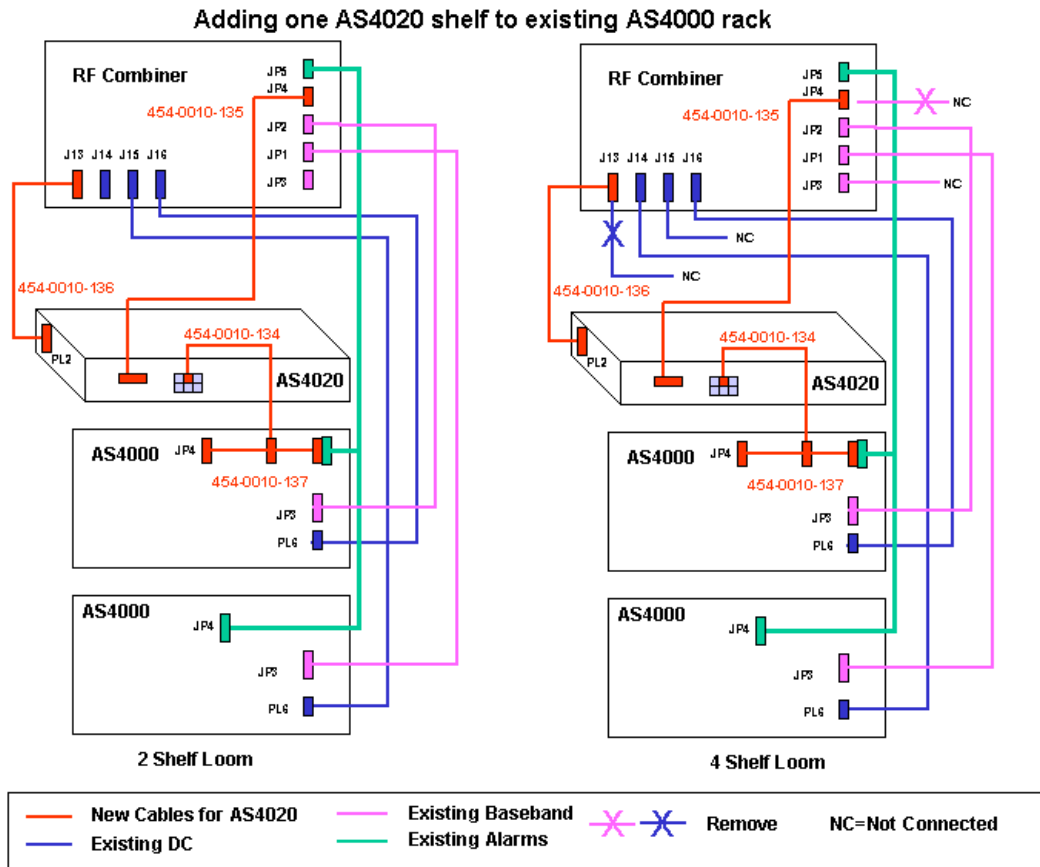 Adding one AS4020 shelf to existing AS4000 rack
RF Combiner
JP5
JP4
454-0010-135
JP2
JP1
JP3
J13 J14 J15 J16
454-0010-136
454-0010-134
PL2
AS4020
AS4000
JP4
454-0010-137
JP3
PL6
AS4000
JP4
JP3
PL6
2 Shelf Loom
RF Combiner
JP5
JP4
NC
454-0010-135
JP2
JP1
JP3
NC
J13 J14 J15 J16
NC
NC
454-0010-136
454-0010-134
PL2
AS4020
AS4000
JP4
454-0010-137
JP3
PL6
AS4000
JP4
JP3
PL6
4 Shelf Loom
New Cables for AS4020
Existing Baseband
Remove
NC=Not Connected
Existing DC
Existing Alarms